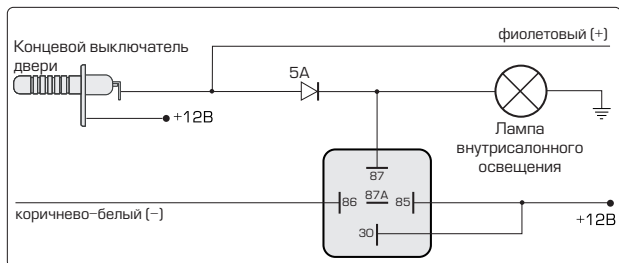 фиолетовый (+)
Концевой выключатель
двери
5А
+12В
Лампа
внутрисалонного
освещения
87
86
87А
85
30
коричнево-белый (-)
+12В